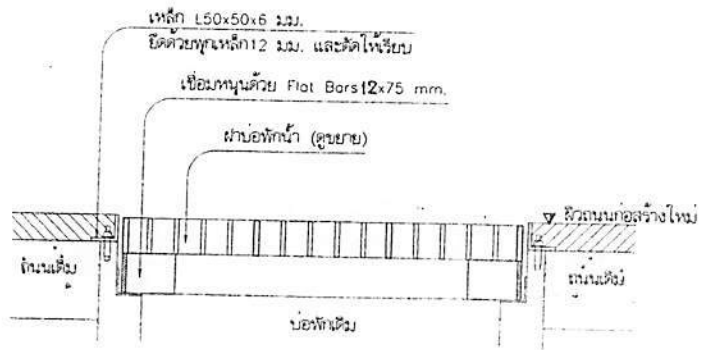 เหล็ก L50x50x6 มม.
ยึดด้วยพุกเหล็ก12 มม. และตัดให้เรียบ
เชื่อมหนุนด้วย Flat Bars12x75 mm.
ฝาบ่อพักน้ำ (ดูขยาย)
ผิวถนนก่อสร้างใหม่
ถนนเดิม
ถนนเดิม
บ่อพักเดิม